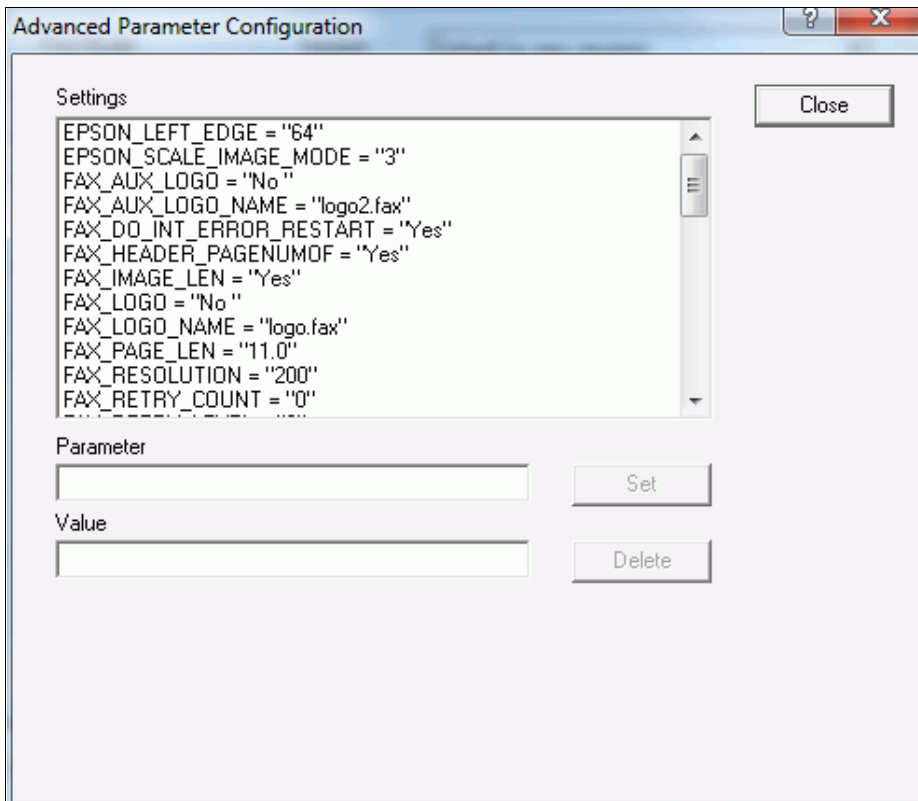 Advanced Parameter Configuration
?
X
Settings
Close
EPSON_LEFT_EDGE = "64"
EPSON_SCALE_IMAGE_MODE = "3"
FAX_AUX_LOGO = "No "
FAX_AUX_LOGO_NAME = "logo2.fax"
FAX_DO_INT_ERROR_RESTART = "Yes"
FAX_HEADER_PAGENUMOF = "Yes"
FAX_IMAGE_LEN = "Yes"
FAX_LOGO = "No "
FAX_LOGO_NAME = "logo.fax"
FAX_PAGE_LEN = "11.0"
FAX_RESOLUTION = "200"
FAX_RETRY_COUNT = "0"
Parameter
Set
Value
Delete